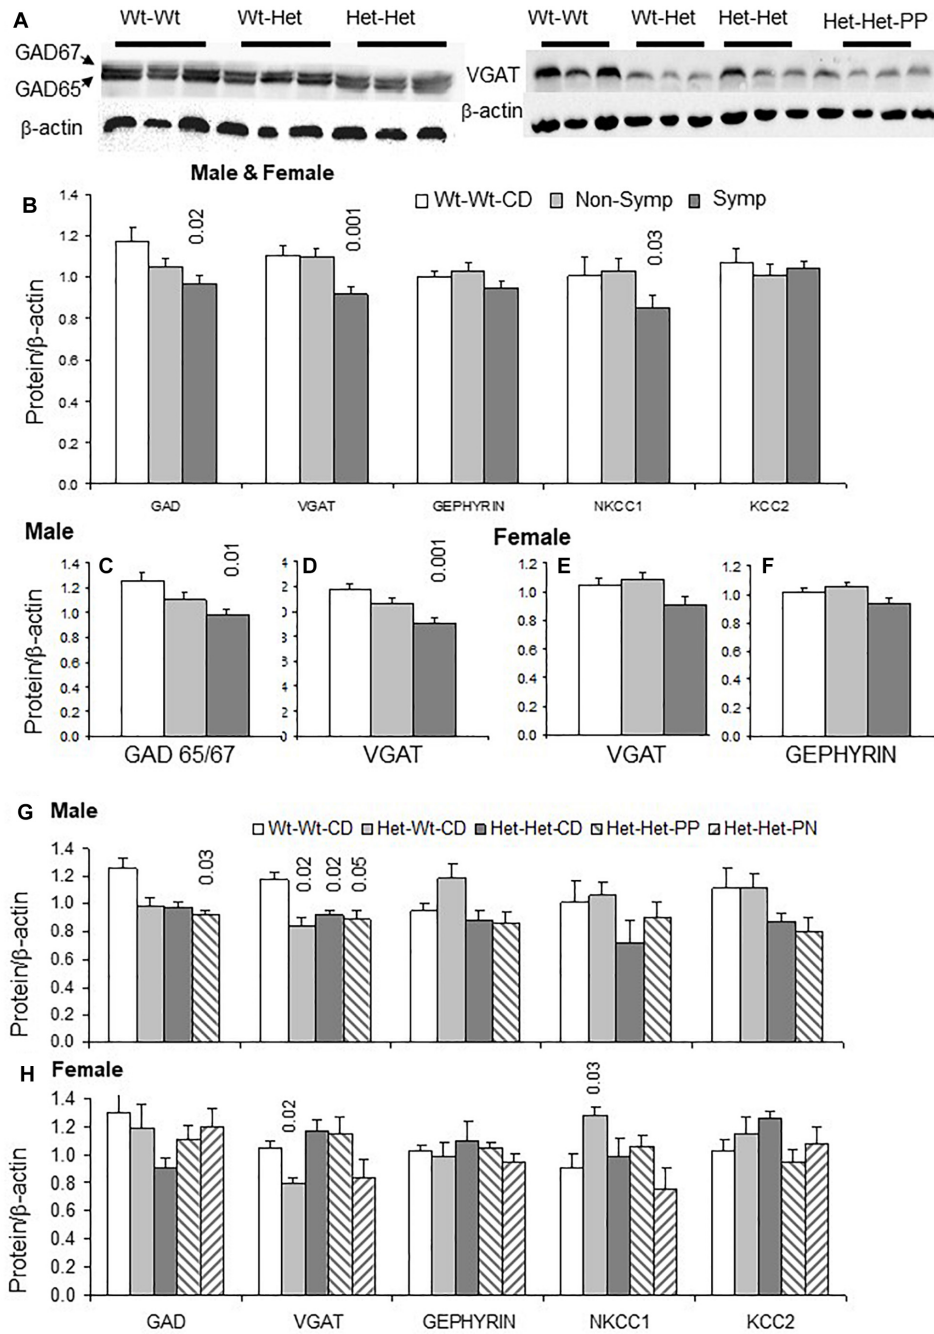 A
Wt-Wt Wt-Het Het-Het
Wt-Wt Wt-Het Het-Het Het-Het-PP
GAD67
GAD65
β-actin
VGAT
β-actin
Male & Female
B
Wt-Wt-CD Non-Symp Symp
Protein/β-actin
1.4
1.2
1.0
0.8
0.6
0.4
0.2
0.0
0.02
0.001
0.03
GAD VGAT GEPHYRIN NKCC1 KCC2
Male
Female
C
Protein/β-actin
1.4
1.2
1.0
0.8
0.6
0.4
0.2
0.0
0.01
GAD 65/67
D
4
2
0
8
6
4
2
0.001
VGAT
E
1.2
1.0
0.8
0.6
0.4
0.2
0.0
VGAT
F
1.2
1.0
0.8
0.6
0.4
0.2
0.0
GEPHYRIN
G Male
Wt-Wt-CD Het-Wt-CD Het-Het-CD Het-Het-PP Het-Het-PN
Protein/β-actin
1.4
1.2
1.0
0.8
0.6
0.4
0.2
0.0
0.03
0.02
0.02
0.05
H Female
Protein/β-actin
1.4
1.2
1.0
0.8
0.6
0.4
0.2
0.0
0.02
0.03
GAD VGAT GEPHYRIN NKCC1 KCC2